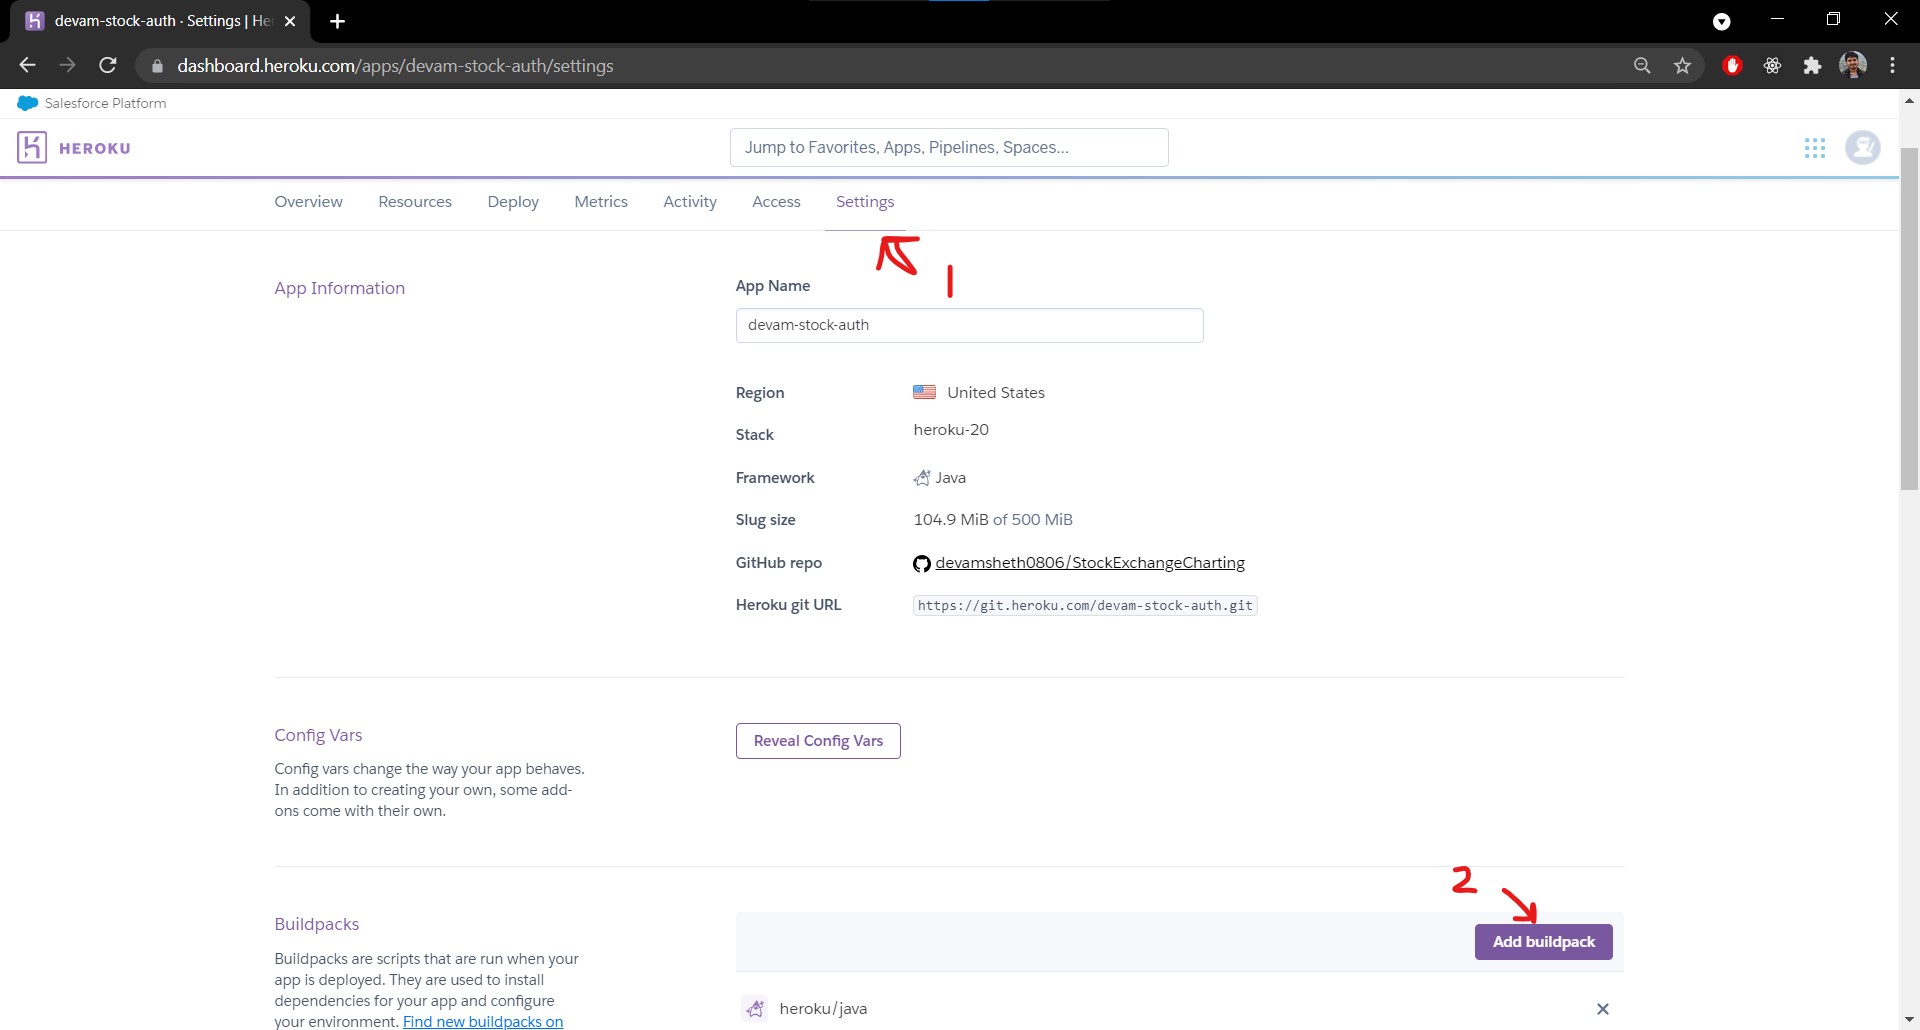 devam-stock-auth · Settings | He
dashboard.heroku.com/apps/devam-stock-auth/settings
Salesforce Platform
HEROKU
Jump to Favorites, Apps, Pipelines, Spaces...
Overview Resources Deploy Metrics Activity Access Settings
1
App Information
App Name
devam-stock-auth
Region United States
Stack heroku-20
Framework Java
Slug size 104.9 MiB of 500 MiB
GitHub repo devamsheth0806/StockExchangeCharting
Heroku git URL https://git.heroku.com/devam-stock-auth.git
Config Vars
Reveal Config Vars
Config vars change the way your app behaves.
In addition to creating your own, some add-
ons come with their own.
2
Buildpacks
Add buildpack
Buildpacks are scripts that are run when your
app is deployed. They are used to install
dependencies for your app and configure
your environment. Find new buildpacks on
heroku/java